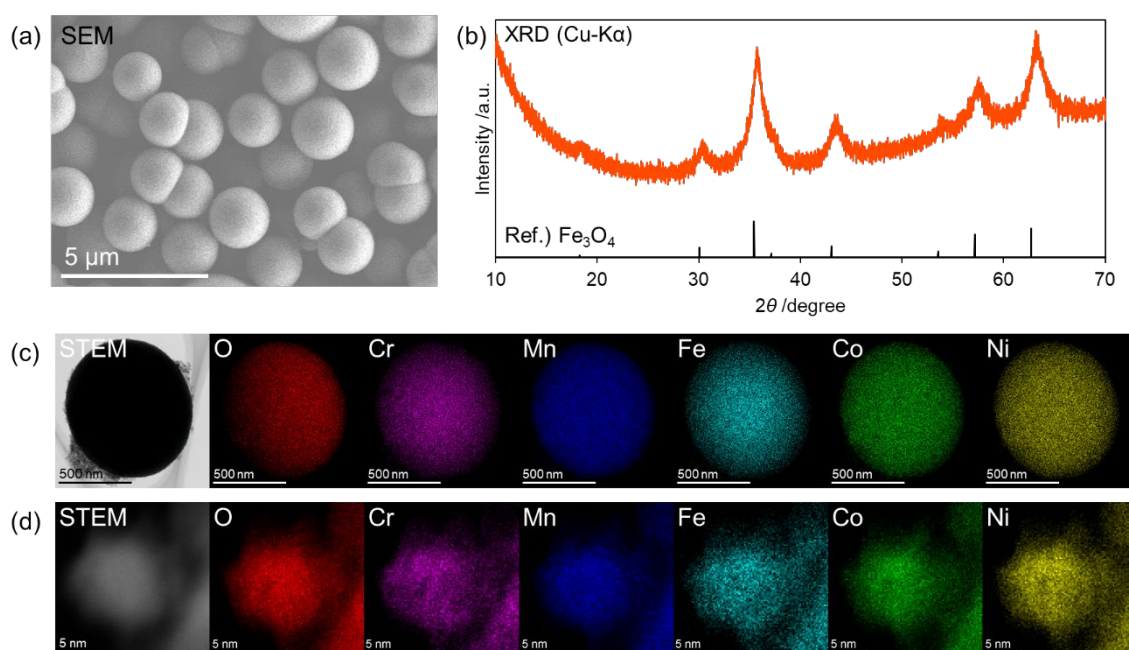 (a)
SEM
5 μm
(b)
XRD (Cu-Kα)
Intensity /a.u.
Ref.) Fe₃O₄
10 20 30 40 50 60 70
2θ /degree
(c)
STEM O Cr Mn Fe Co Ni
500 nm 500 nm 500 nm 500 nm 500 nm 500 nm 500 nm
(d)
STEM O Cr Mn Fe Co Ni
5 nm 5 nm 5 nm 5 nm 5 nm 5 nm 5 nm